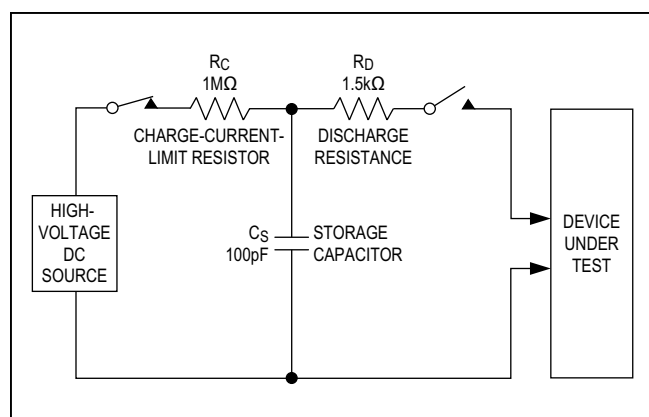 RC
1MΩ
CHARGE-CURRENT-
LIMIT RESISTOR
RD
1.5kΩ
DISCHARGE
RESISTANCE
HIGH-
VOLTAGE
DC
SOURCE
CS
100pF
STORAGE
CAPACITOR
DEVICE
UNDER
TEST